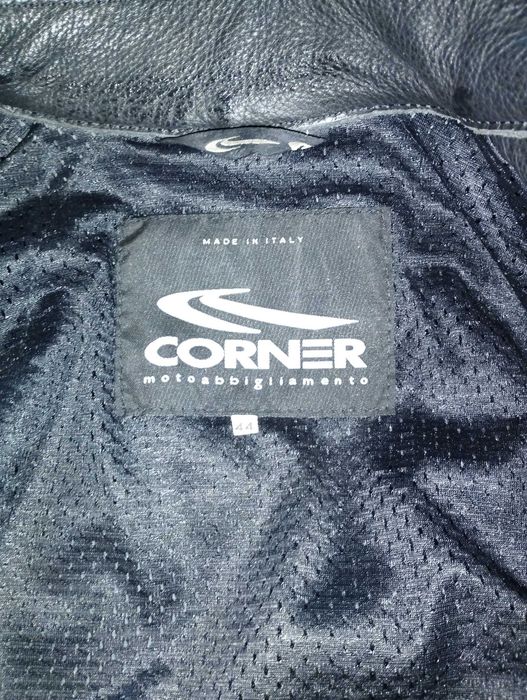 MADE IN ITALY
CORNER
motoabbigliamento
44